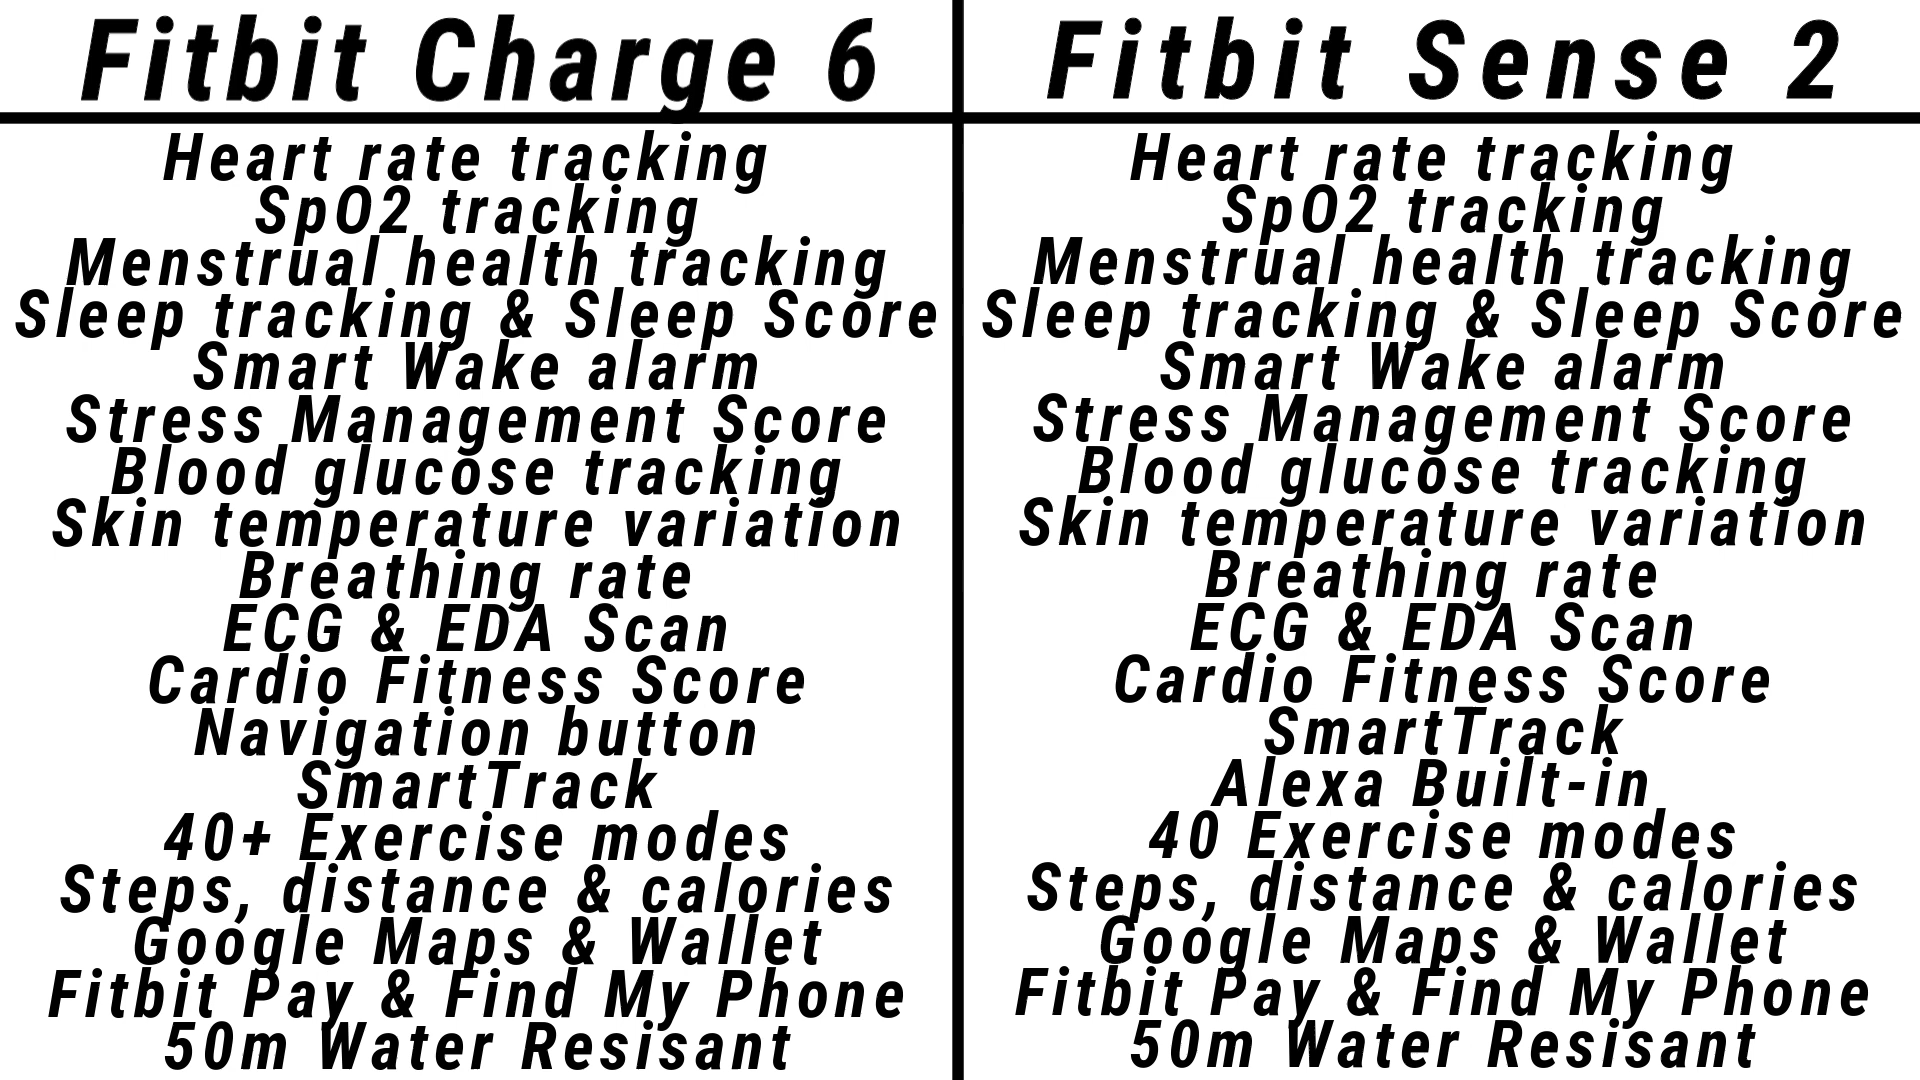 Fitbit Charge 6
Heart rate tracking
SpO2 tracking
Menstrual health tracking
Sleep tracking & Sleep Score
Smart Wake alarm
Stress Management Score
Blood glucose tracking
Skin temperature variation
Breathing rate
ECG & EDA Scan
Cardio Fitness Score
Navigation button
SmartTrack
40+ Exercise modes
Steps, distance & calories
Google Maps & Wallet
Fitbit Pay & Find My Phone
50m Water Resisant
Fitbit Sense 2
Heart rate tracking
SpO2 tracking
Menstrual health tracking
Sleep tracking & Sleep Score
Smart Wake alarm
Stress Management Score
Blood glucose tracking
Skin temperature variation
Breathing rate
ECG & EDA Scan
Cardio Fitness Score
SmartTrack
Alexa Built-in
40 Exercise modes
Steps, distance & calories
Google Maps & Wallet
Fitbit Pay & Find My Phone
50m Water Resisant